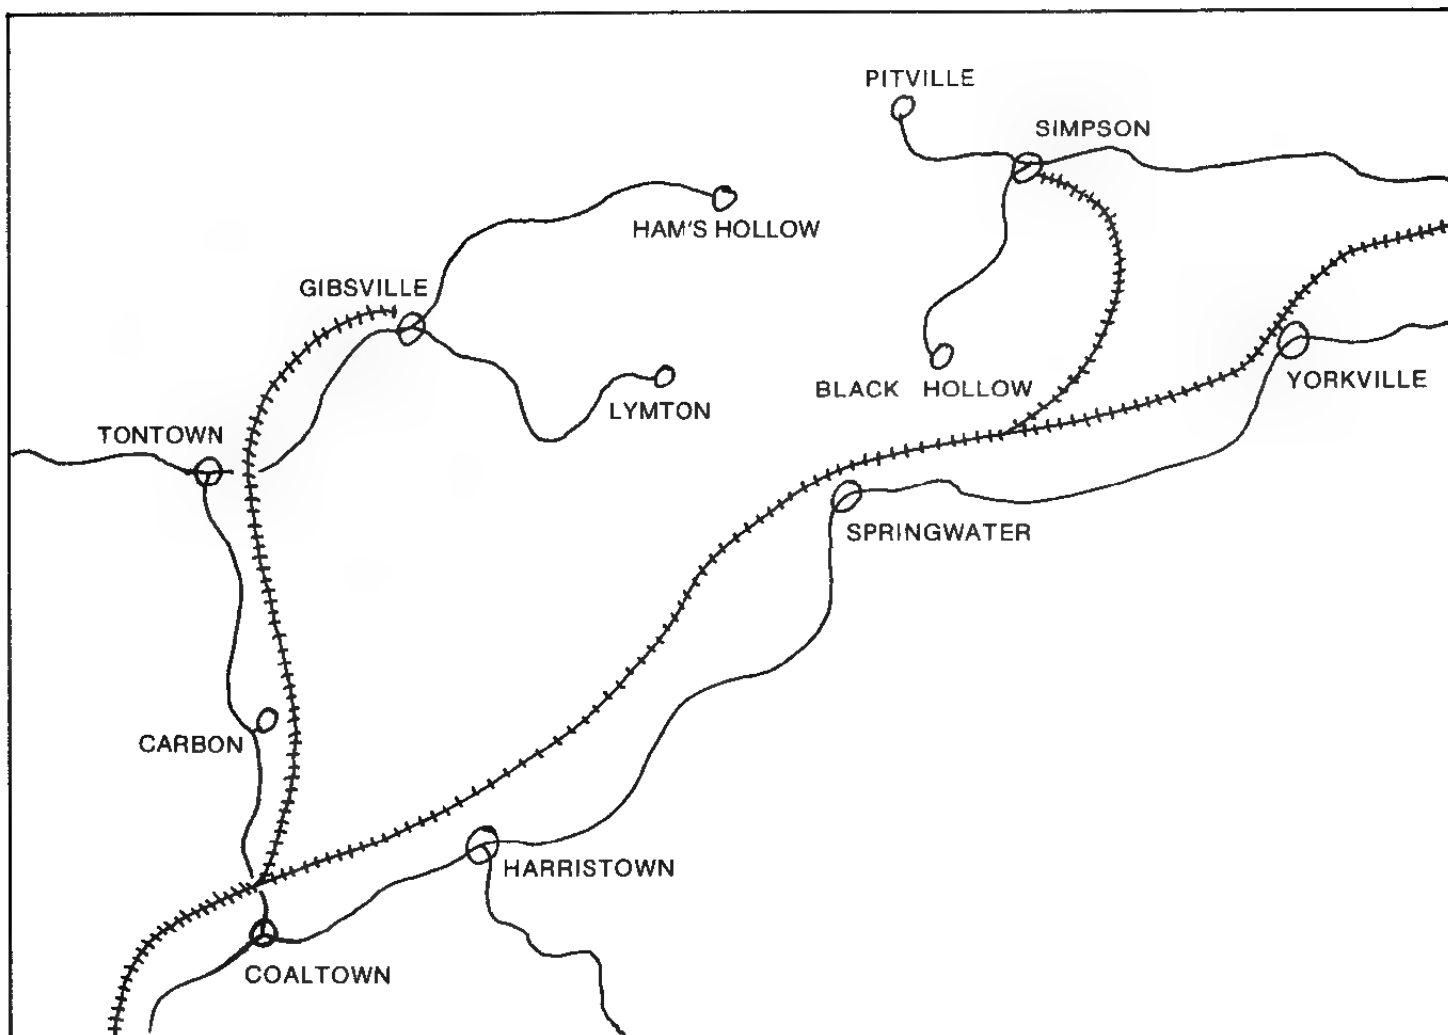 PITVILLE
SIMPSON
HAM'S HOLLOW
GIBSVILLE
BLACK HOLLOW
YORKVILLE
LYMTON
TONTOWN
SPRINGWATER
CARBON
HARRISTOWN
COALTOWN